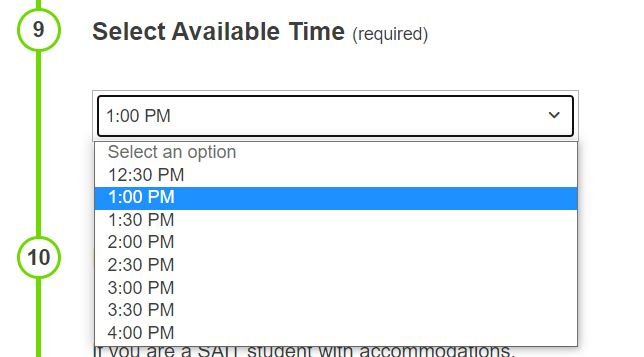 9
Select Available Time (required)
1:00 PM
Select an option
12:30 PM
1:00 PM
1:30 PM
2:00 PM
10
2:30 PM
3:00 PM
3:30 PM
4:00 PM
If you are a SAIT student with accommodations,